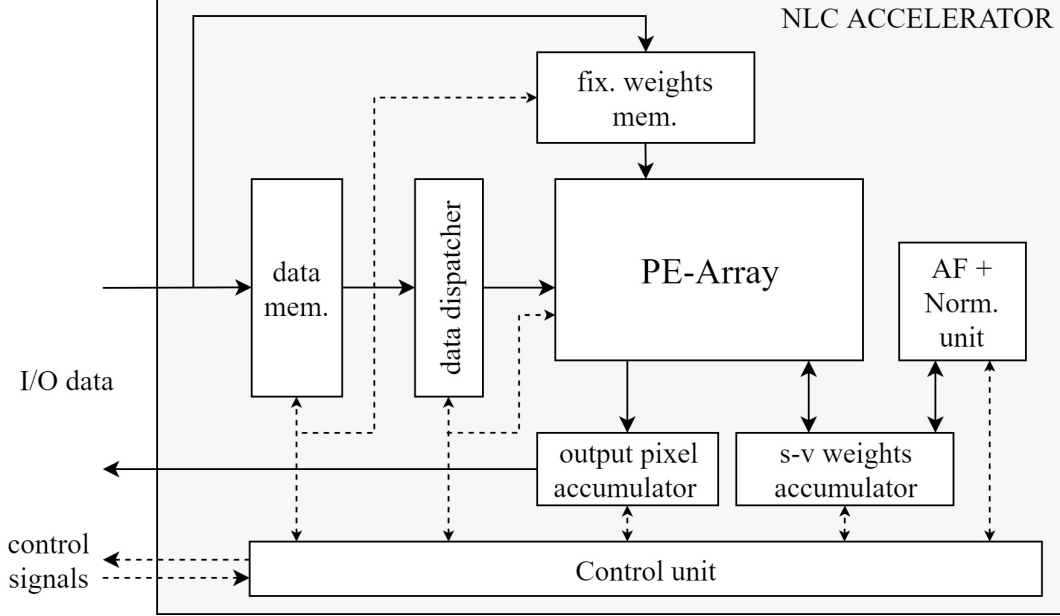 NLC ACCELERATOR
fix. weights
mem.
data
mem.
data dispatcher
PE-Array
AF +
Norm.
unit
I/O data
output pixel
accumulator
s-v weights
accumulator
control
signals
Control unit